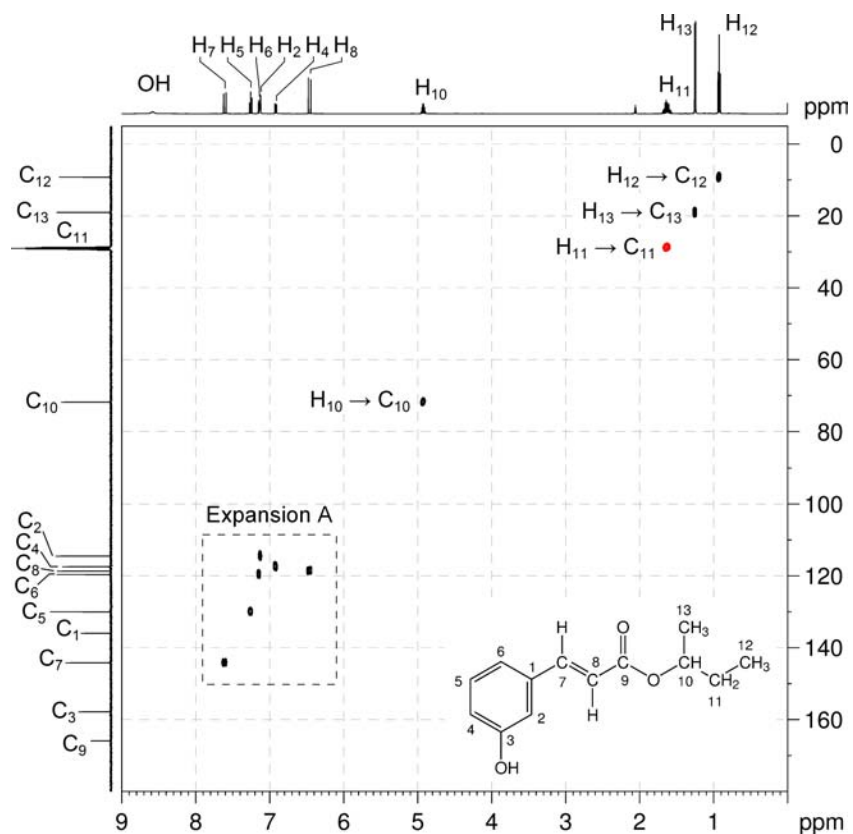 H₁₃ H₁₂
H₇ H₅ H₆ H₂ H₄ H₈
OH H₁₀ H₁₁
ppm
0
C₁₂ H₁₂ → C₁₂
C₁₃ H₁₃ → C₁₃ 20
C₁₁ H₁₁ → C₁₁
40
60
C₁₀ H₁₀ → C₁₀
80
100
Expansion A
C₂
C₄
C₈ 120
C₆
C₅
C₁
140
C₇
C₃
160
C₉
13
CH₃
H O 12
6 8 CH₃
1 9 O 10 CH₂
5 7 11
H
4 2
3
OH
9 8 7 6 5 4 3 2 1 ppm